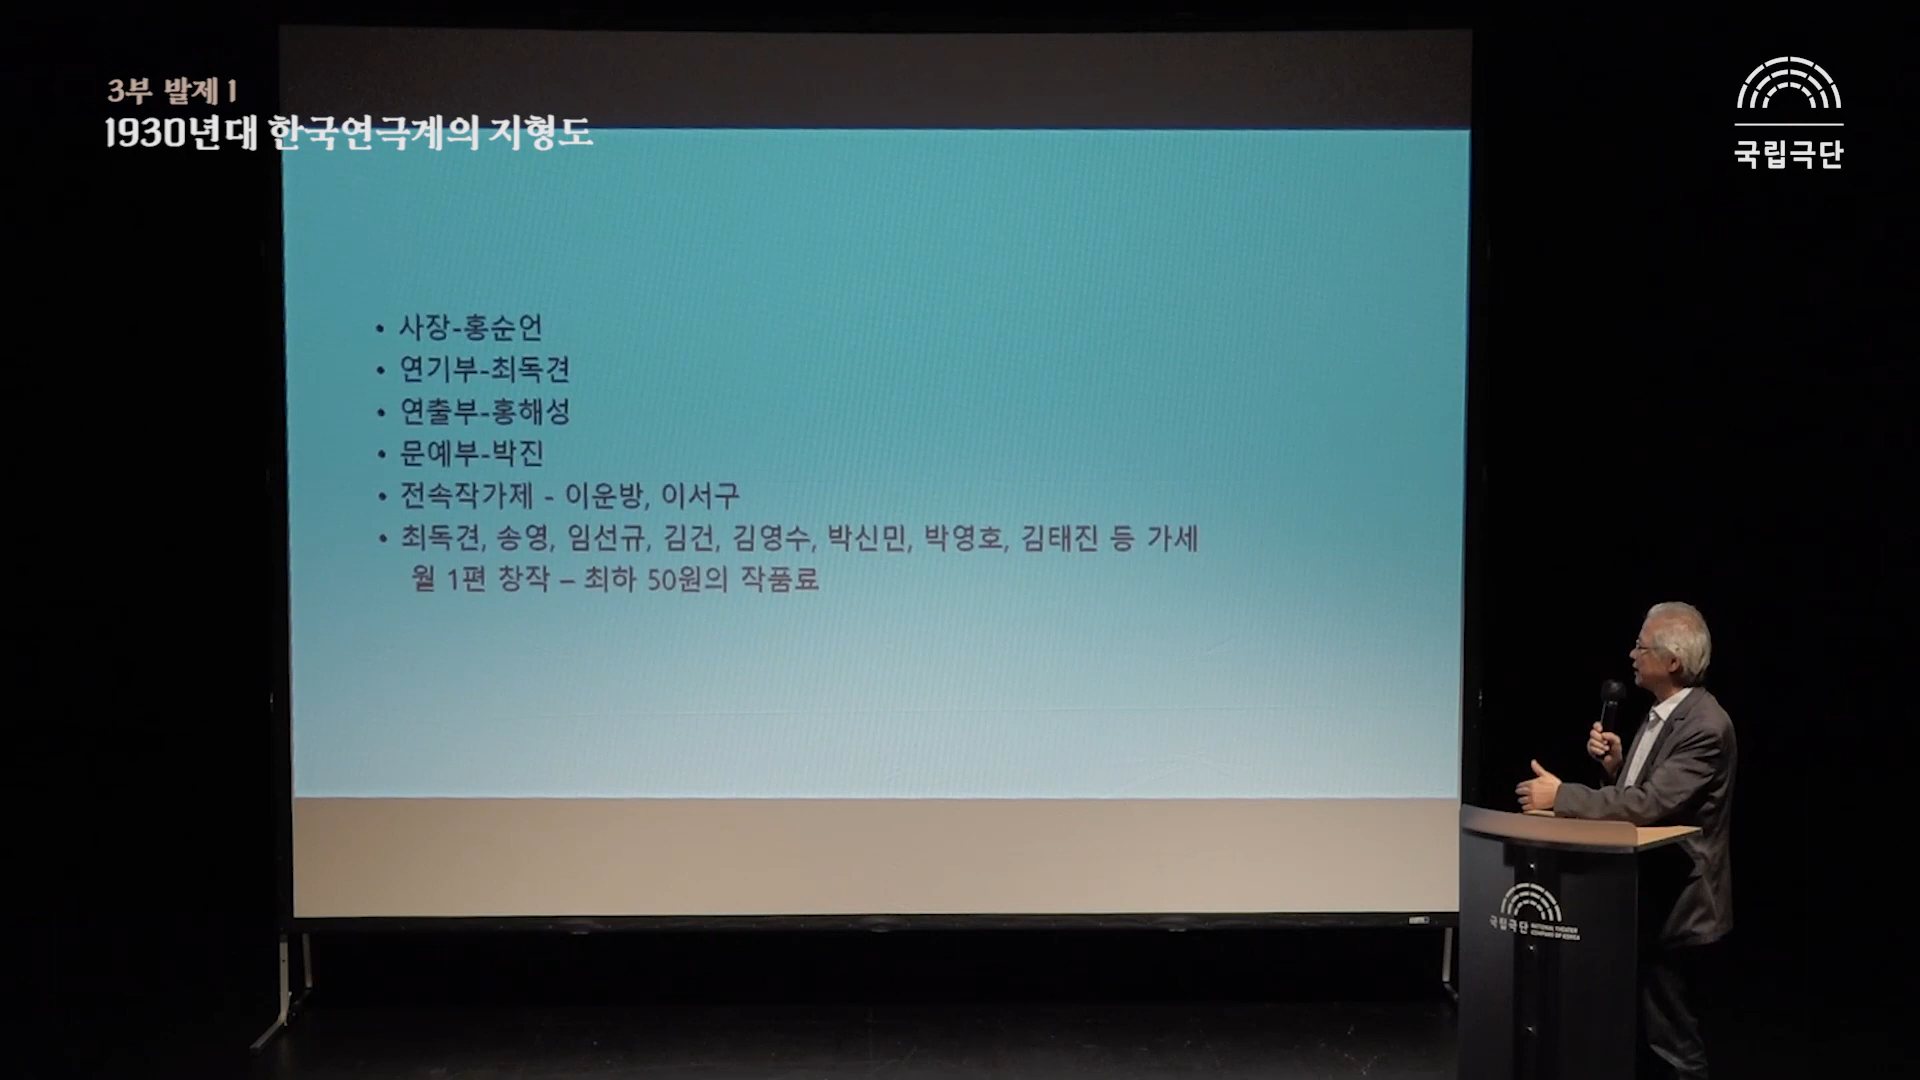 3부 발제 1
1930년대 한국연극계의 지형도
국립극단
• 사장-홍순언
• 연기부-최독견
• 연출부-홍해성
• 문예부-박진
• 전속작가제 - 이운방, 이서구
• 최독견, 송영, 임선규, 김건, 김영수, 박신민, 박영호, 김태진 등 가세
월 1편 창작 – 최하 50원의 작품료
국립극단 NATIONAL THEATER
COMPANY OF KOREA